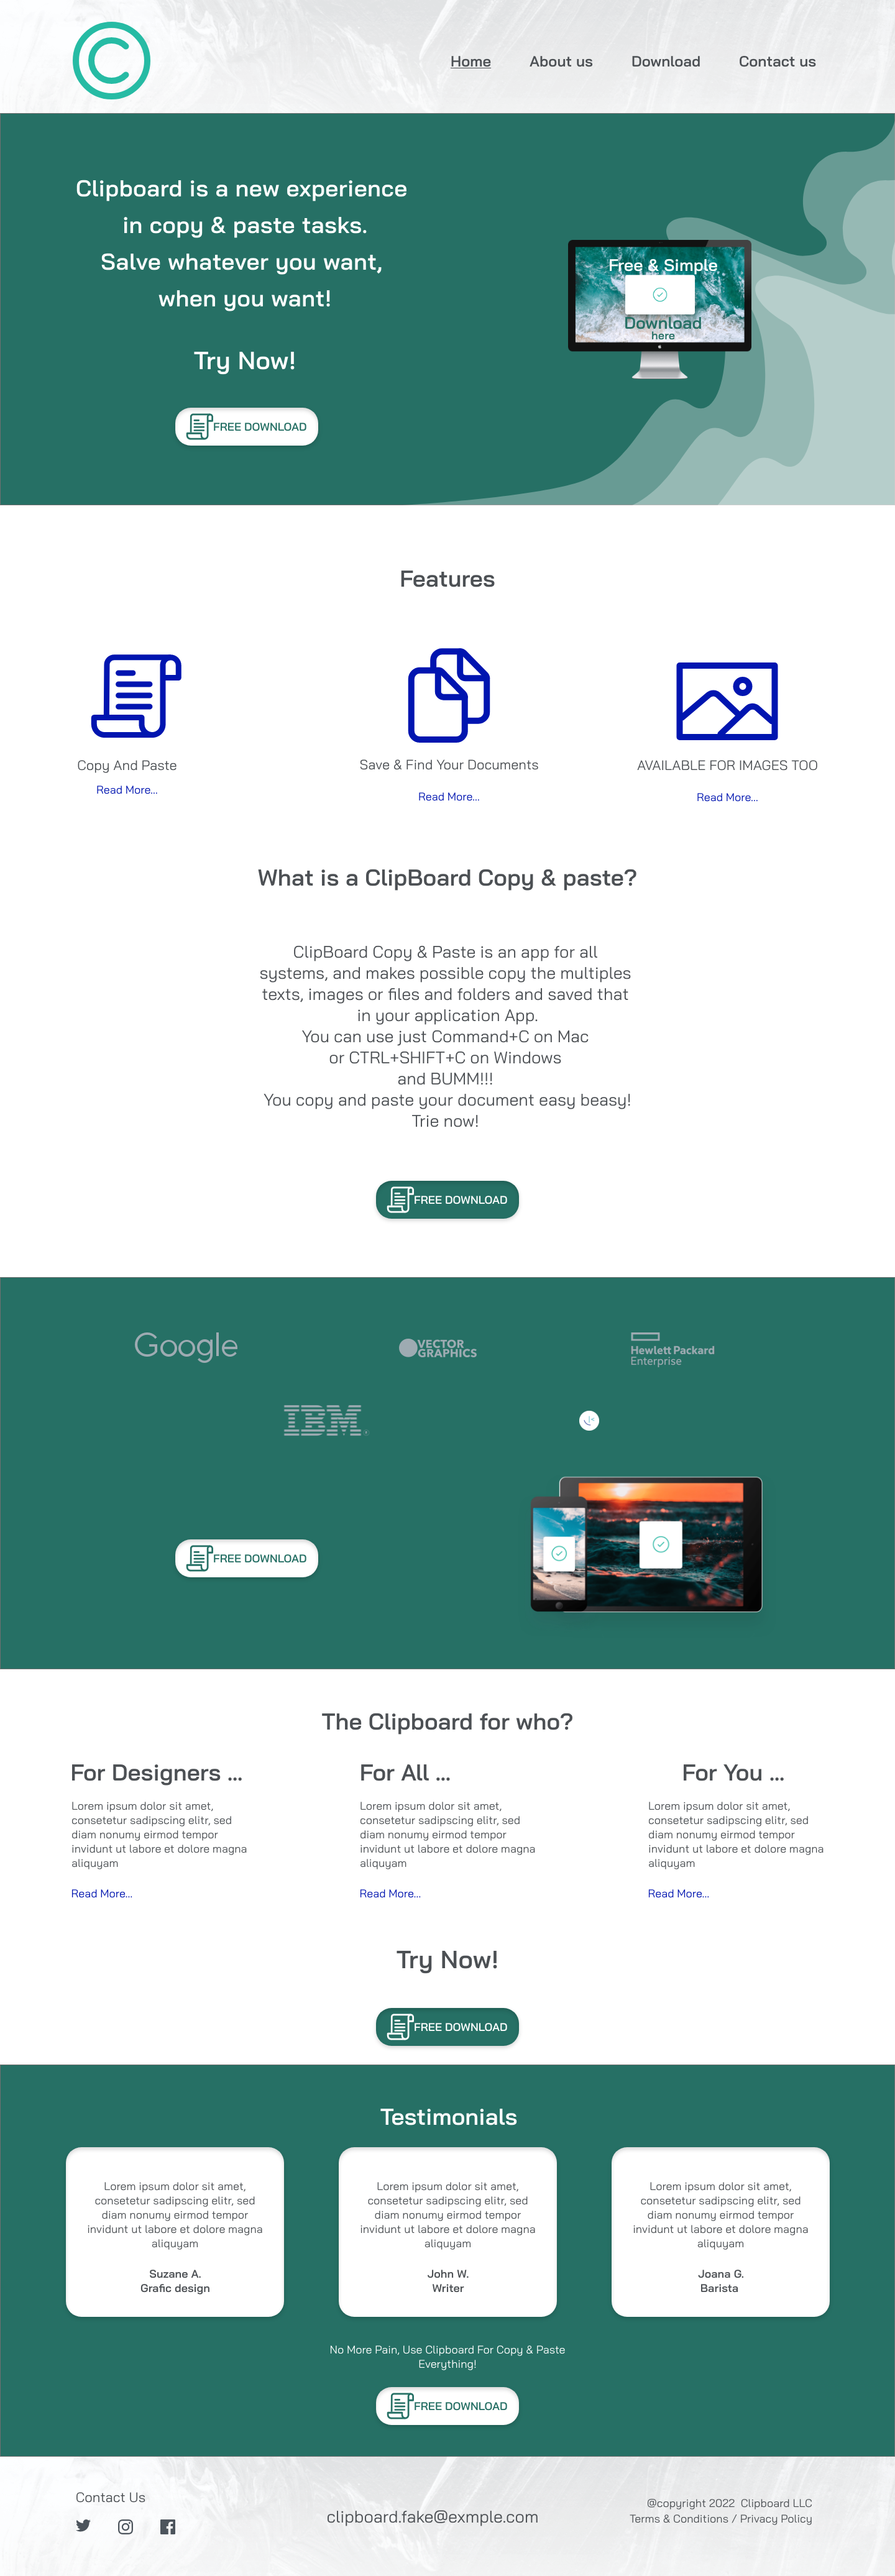 Home About us Download Contact us
Clipboard is a new experience
in copy & paste tasks.
Salve whatever you want,
when you want!
Try Now!
FREE DOWNLOAD
Free & Simple
Download
here
Features
Copy And Paste
Read More...
Save & Find Your Documents
Read More...
AVAILABLE FOR IMAGES TOO
Read More...
What is a ClipBoard Copy & paste?
ClipBoard Copy & Paste is an app for all
systems, and makes possible copy the multiples
texts, images or files and folders and saved that
in your application App.
You can use just Command+C on Mac
or CTRL+SHIFT+C on Windows
and BUMM!!!
You copy and paste your document easy beasy!
Trie now!
FREE DOWNLOAD
Google
VECTOR
GRAPHICS
Hewlett Packard
Enterprise
IBM
FREE DOWNLOAD
The Clipboard for who?
For Designers ...
Lorem ipsum dolor sit amet,
consetetur sadipscing elitr, sed
diam nonumy eirmod tempor
invidunt ut labore et dolore magna
aliquyam
Read More...
For All ...
Lorem ipsum dolor sit amet,
consetetur sadipscing elitr, sed
diam nonumy eirmod tempor
invidunt ut labore et dolore magna
aliquyam
Read More...
For You ...
Lorem ipsum dolor sit amet,
consetetur sadipscing elitr, sed
diam nonumy eirmod tempor
invidunt ut labore et dolore magna
aliquyam
Read More...
Try Now!
FREE DOWNLOAD
Testimonials
Lorem ipsum dolor sit amet,
consetetur sadipscing elitr, sed
diam nonumy eirmod tempor
invidunt ut labore et dolore magna
aliquyam
Suzane A.
Grafic design
Lorem ipsum dolor sit amet,
consetetur sadipscing elitr, sed
diam nonumy eirmod tempor
invidunt ut labore et dolore magna
aliquyam
John W.
Writer
Lorem ipsum dolor sit amet,
consetetur sadipscing elitr, sed
diam nonumy eirmod tempor
invidunt ut labore et dolore magna
aliquyam
Joana G.
Barista
No More Pain, Use Clipboard For Copy & Paste
Everything!
FREE DOWNLOAD
Contact Us
clipboard.fake@exmple.com
@copyright 2022 Clipboard LLC
Terms & Conditions / Privacy Policy